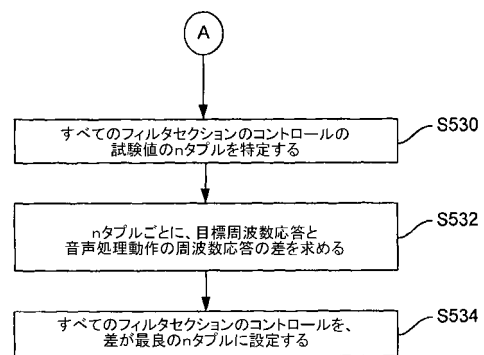 A
すべてのフィルタセクションのコントロールの
試験値のnタプルを特定する
S530
nタプルごとに、目標周波数応答と
音声処理動作の周波数応答の差を求める
S532
すべてのフィルタセクションのコントロールを、
差が最良のnタプルに設定する
S534